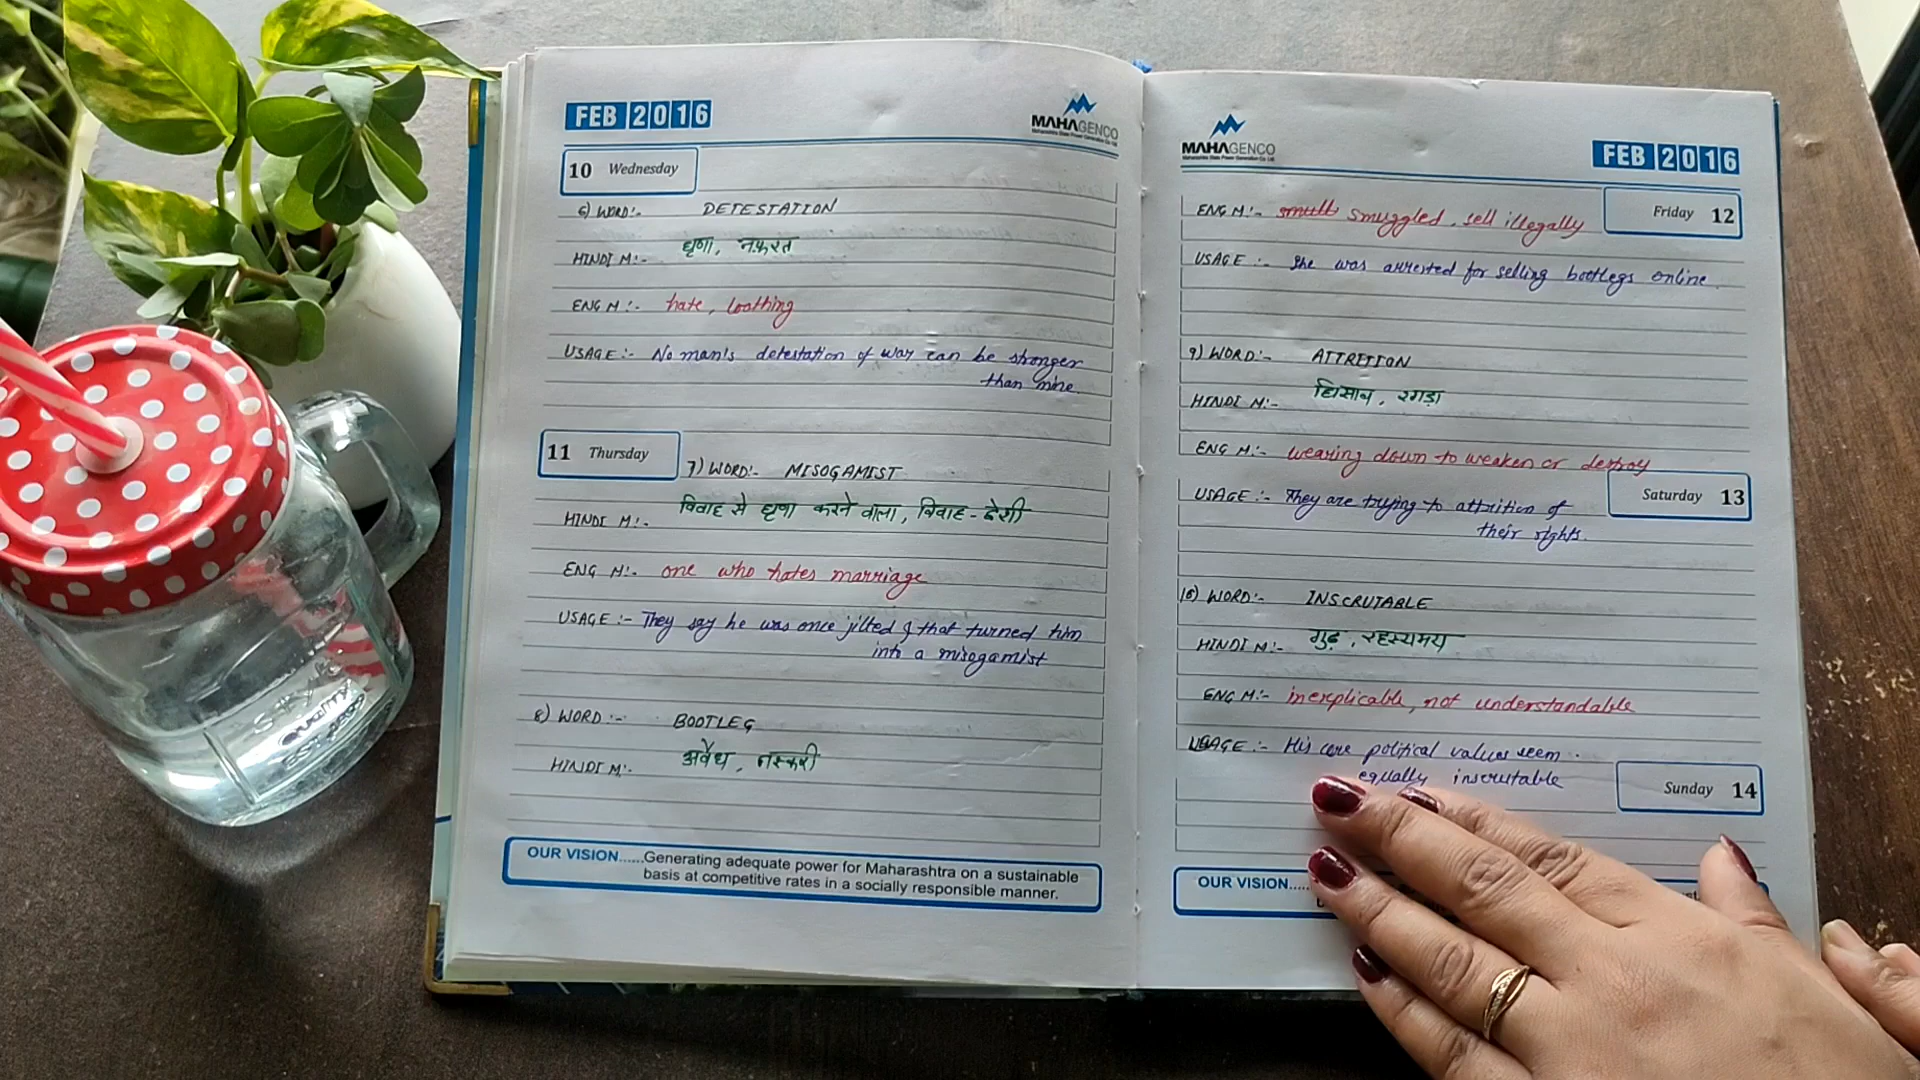 FEB 2016
MAHAGENCO
10 Wednesday
6) WORD:- DETESTATION
HINDI M:- घृणा, नफ़रत
ENG M:- hate, loathing
USAGE:- No man's detestation of war can be stronger
than mine.
11 Thursday
7) WORD:- MISOGAMIST
HINDI M:- विवाह से घृणा करने वाला, विवाह-द्वेशी
ENG M:- one who hates marriage
USAGE:- They say he was once jilted & that turned him
into a misogamist
8) WORD:- BOOTLEG
HINDI M:- अवैध, तस्करी
OUR VISION......Generating adequate power for Maharashtra on a sustainable
basis at competitive rates in a socially responsible manner.
MAHAGENCO
FEB 2016
Friday 12
ENG M:- smuggled, sell illegally
USAGE:- She was arrested for selling bootlegs online.
9) WORD:- ATTRITION
HINDI M:- घिसाव, रगड़ा
ENG M:- wearing down to weaken or destroy
Saturday 13
USAGE:- They are trying to attrition of
their rights.
10) WORD:- INSCRUTABLE
HINDI M:- गुढ़, रहस्यमय
ENG M:- inexplicable, not understandable
USAGE:- His core political values seem
equally inscrutable
Sunday 14
OUR VISION.....